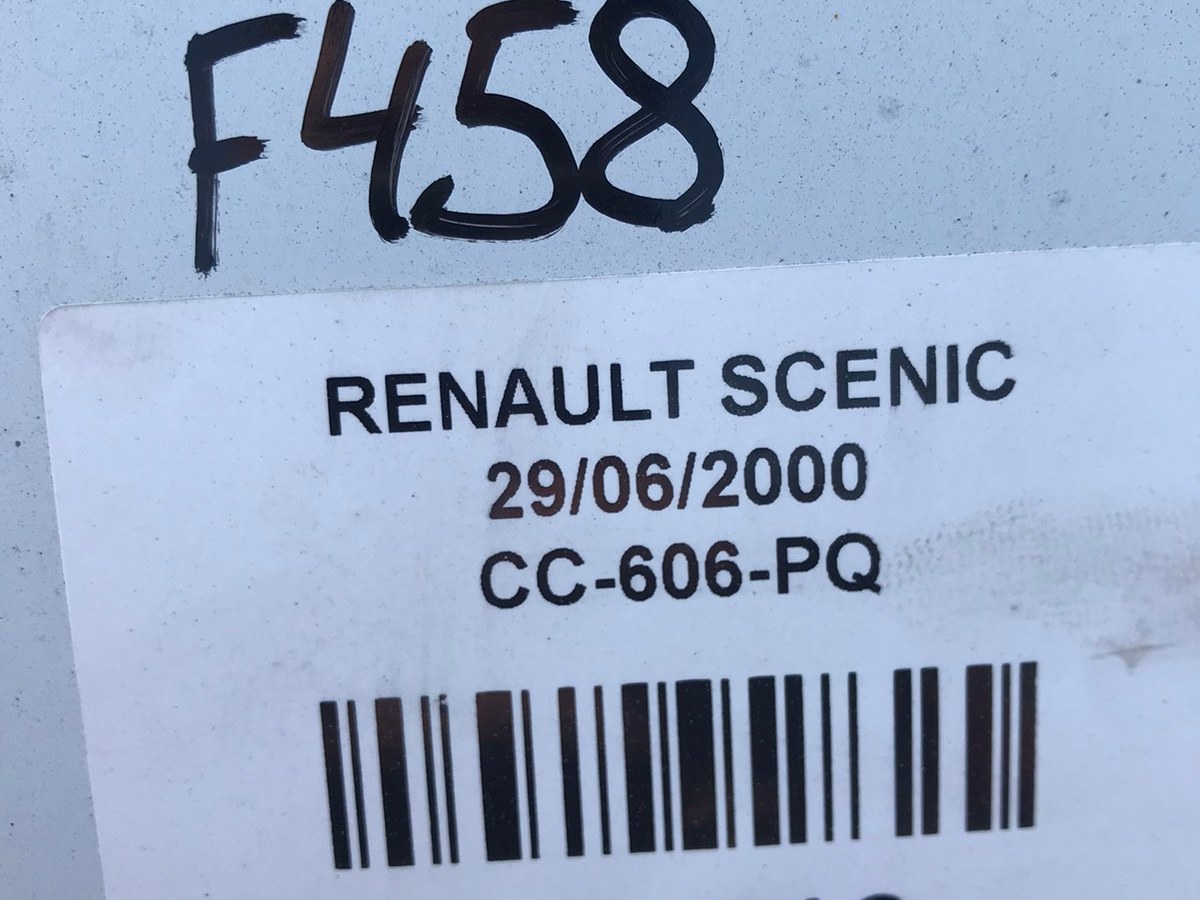 F458
RENAULT SCENIC
29/06/2000
CC-606-PQ